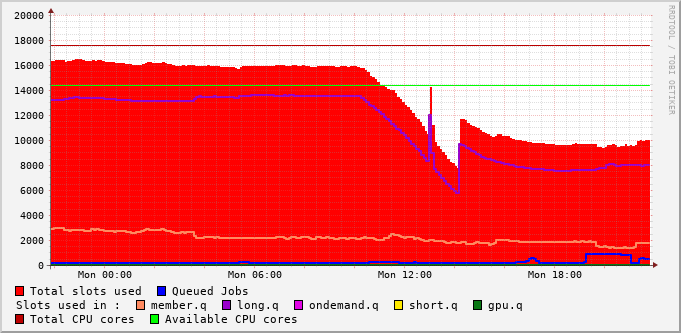 20000
18000
16000
14000
12000
10000
8000
6000
4000
2000
0
Mon 00:00 Mon 06:00 Mon 12:00 Mon 18:00
Total slots used Queued Jobs
Slots used in : member.q long.q ondemand.q short.q gpu.q
Total CPU cores Available CPU cores
RRDTOOL / TOBI OETIKER